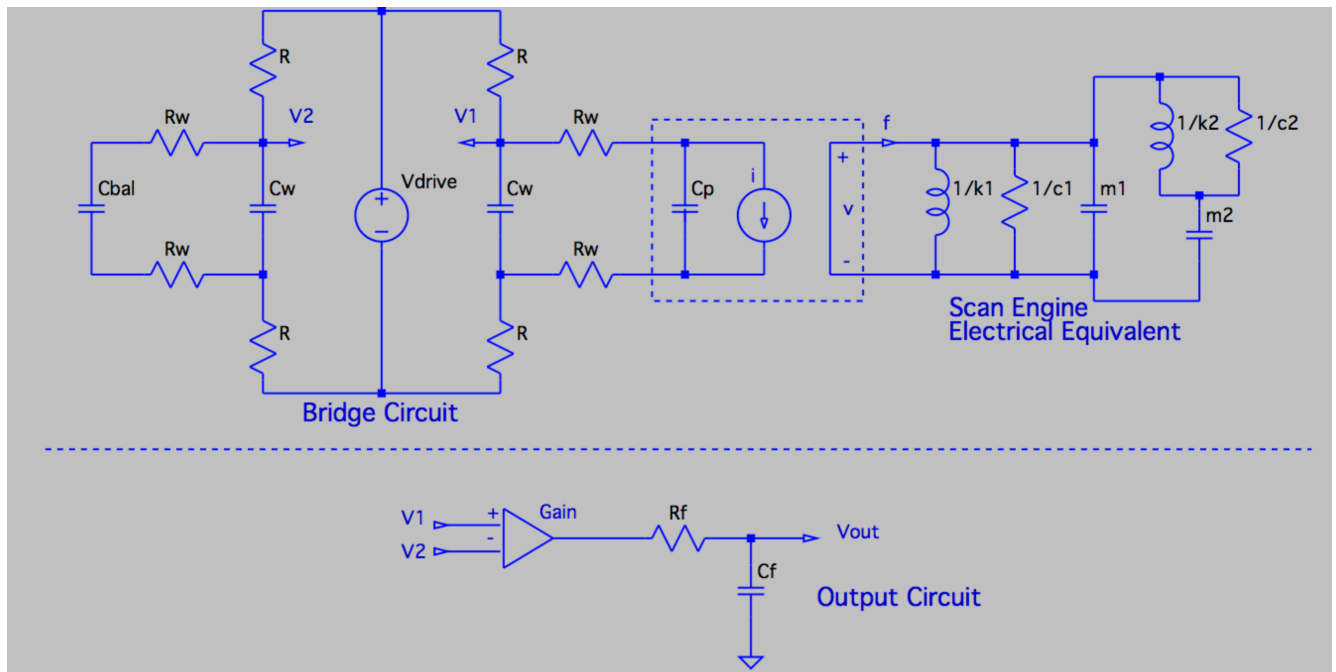 R
R
Rw
V2
V1
Rw
f
1/k2
1/c2
Cbal
Cw
Vdrive
+
-
Cw
Cp
i
+
v
-
1/k1
1/c1
m1
m2
Rw
Rw
R
R
Scan Engine
Electrical Equivalent
Bridge Circuit
V1
+
Gain
Rf
Vout
V2
-
Cf
Output Circuit